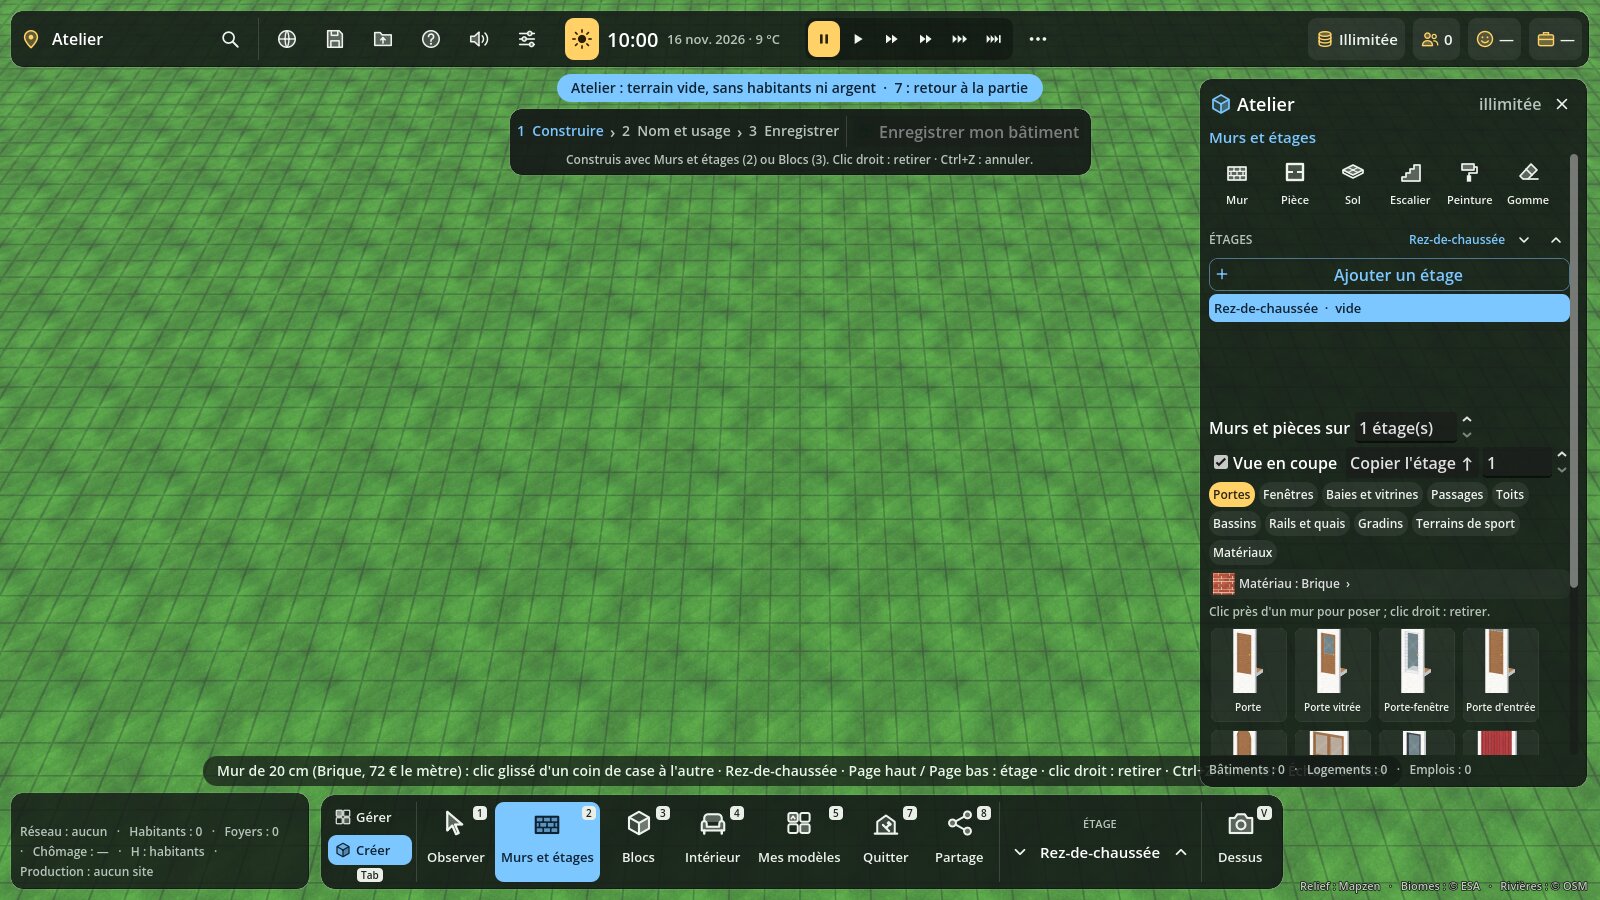 Atelier
10:00 16 nov. 2026 · 9 °C
Illimitée
0
—
—
Atelier : terrain vide, sans habitants ni argent · 7 : retour à la partie
1 Construire › 2 Nom et usage › 3 Enregistrer
Enregistrer mon bâtiment
Construis avec Murs et étages (2) ou Blocs (3). Clic droit : retirer · Ctrl+Z : annuler.
Atelier
illimitée
Murs et étages
Mur
Pièce
Sol
Escalier
Peinture
Gomme
ÉTAGES
Rez-de-chaussée
+ Ajouter un étage
Rez-de-chaussée · vide
Murs et pièces sur 1 étage(s)
Vue en coupe
Copier l'étage ↑
1
Portes
Fenêtres
Baies et vitrines
Passages
Toits
Bassins
Rails et quais
Gradins
Terrains de sport
Matériaux
Matériau : Brique ›
Clic près d'un mur pour poser ; clic droit : retirer.
Porte
Porte vitrée
Porte-fenêtre
Porte d'entrée
Bâtiments : 0 · Logements : 0 · Emplois : 0
Mur de 20 cm (Brique, 72 € le mètre) : clic glissé d'un coin de case à l'autre · Rez-de-chaussée · Page haut / Page bas : étage · clic droit : retirer · Ctrl-
Réseau : aucun · Habitants : 0 · Foyers : 0
· Chômage : — · H : habitants ·
Production : aucun site
Gérer
Créer
Tab
1
Observer
2
Murs et étages
3
Blocs
4
Intérieur
5
Mes modèles
7
Quitter
8
Partage
ÉTAGE
Rez-de-chaussée
V
Dessus
Relief : Mapzen · Biomes : © ESA · Rivières : © OSM